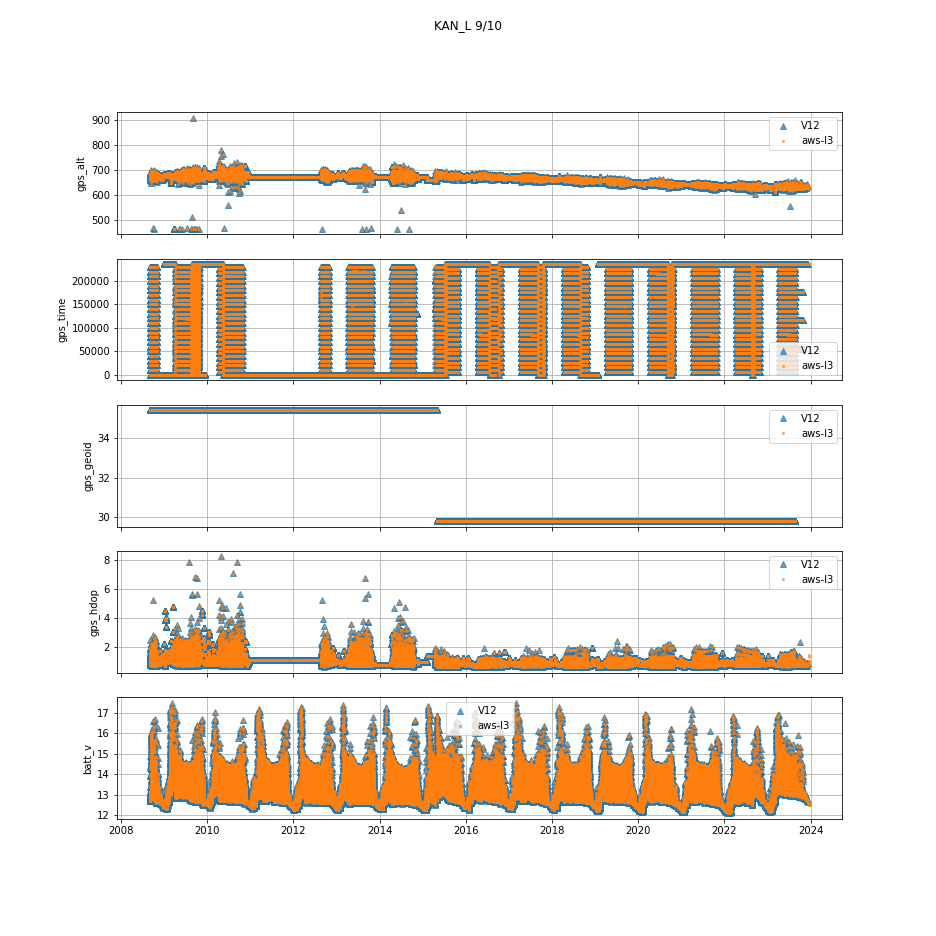 KAN_L 9/10
900
800
700
600
500
gps_alt
V12
aws-l3
200000
150000
100000
50000
0
gps_time
V12
aws-l3
34
32
30
gps_geoid
V12
aws-l3
8
6
4
2
gps_hdop
V12
aws-l3
17
16
15
14
13
12
batt_v
V12
aws-l3
2008 2010 2012 2014 2016 2018 2020 2022 2024